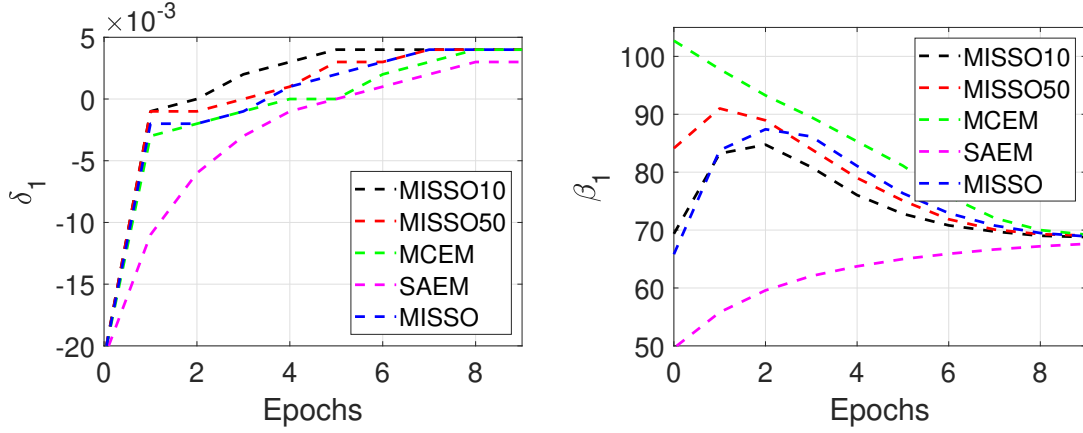 ×10⁻³
5
0
-5
-10
-15
-20
δ₁
0 2 4 6 8
Epochs
MISSO10
MISSO50
MCEM
SAEM
MISSO
100
90
80
70
60
50
β₁
0 2 4 6 8
Epochs
MISSO10
MISSO50
MCEM
SAEM
MISSO